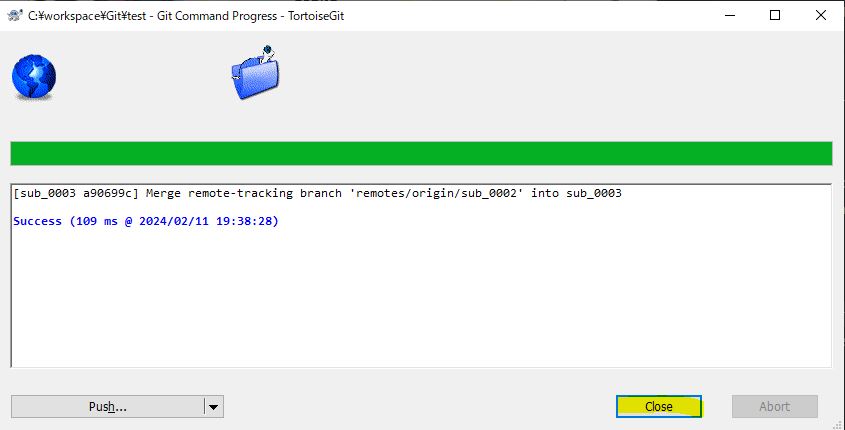 C:¥workspace¥Git¥test - Git Command Progress - TortoiseGit
[sub_0003 a90699c] Merge remote-tracking branch 'remotes/origin/sub_0002' into sub_0003
Success (109 ms @ 2024/02/11 19:38:28)
Push...
Close
Abort